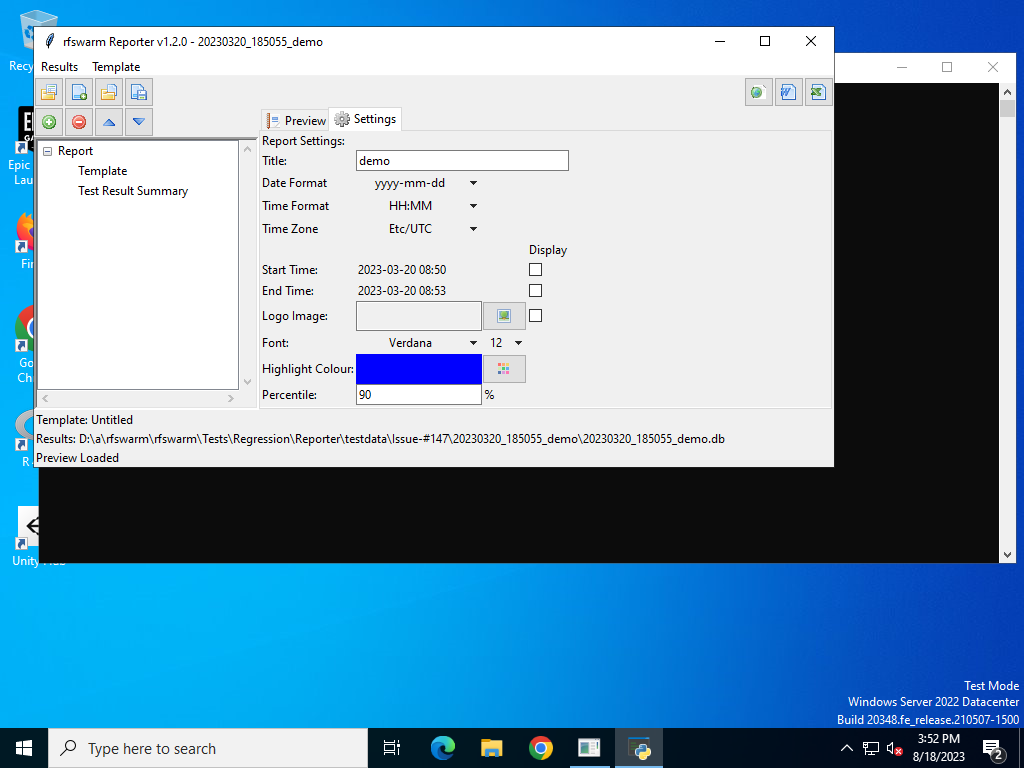 rfswarm Reporter v1.2.0 - 20230320_185055_demo
Results Template
Preview Settings
Report
Template
Test Result Summary
Report Settings:
Title: demo
Date Format yyyy-mm-dd
Time Format HH:MM
Time Zone Etc/UTC
Display
Start Time: 2023-03-20 08:50
End Time: 2023-03-20 08:53
Logo Image:
Font: Verdana 12
Highlight Colour:
Percentile: 90 %
Template: Untitled
Results: D:\a\rfswarm\rfswarm\Tests\Regression\Reporter\testdata\Issue-#147\20230320_185055_demo\20230320_185055_demo.db
Preview Loaded
Recy
Epic
Lau
Fir
Go
Ch
R
Unity Hub
Test Mode
Windows Server 2022 Datacenter
Build 20348.fe_release.210507-1500
Type here to search
3:52 PM
8/18/2023
2